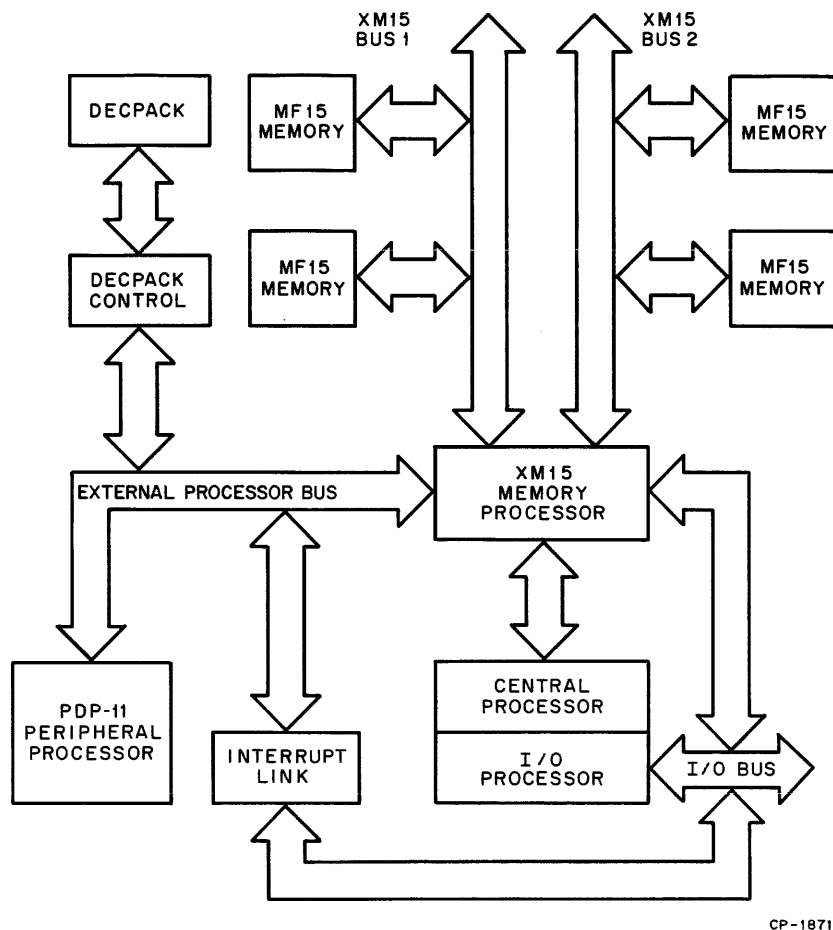 XM15
BUS 1
XM15
BUS 2
DECPACK
MF15
MEMORY
MF15
MEMORY
DECPACK
CONTROL
MF15
MEMORY
MF15
MEMORY
EXTERNAL PROCESSOR BUS
XM15
MEMORY
PROCESSOR
PDP-11
PERIPHERAL
PROCESSOR
INTERRUPT
LINK
CENTRAL
PROCESSOR
I/O
PROCESSOR
I/O BUS
CP-1871